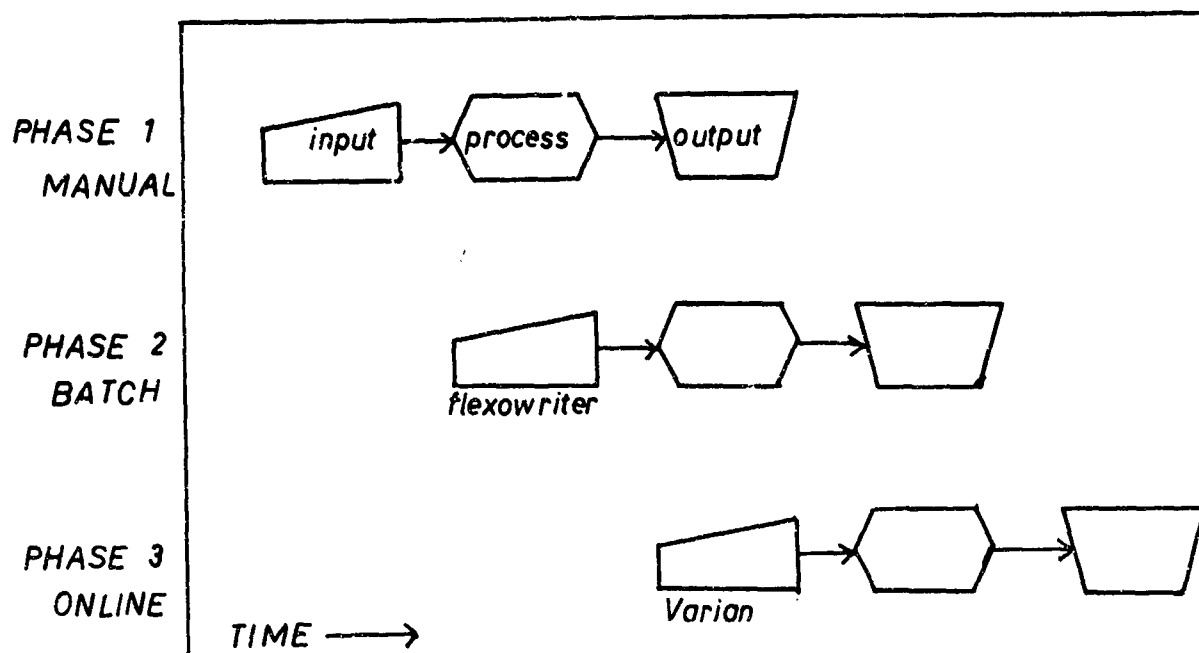 PHASE 1
MANUAL
input
process
output
PHASE 2
BATCH
flexowriter
PHASE 3
ONLINE
Varian
TIME